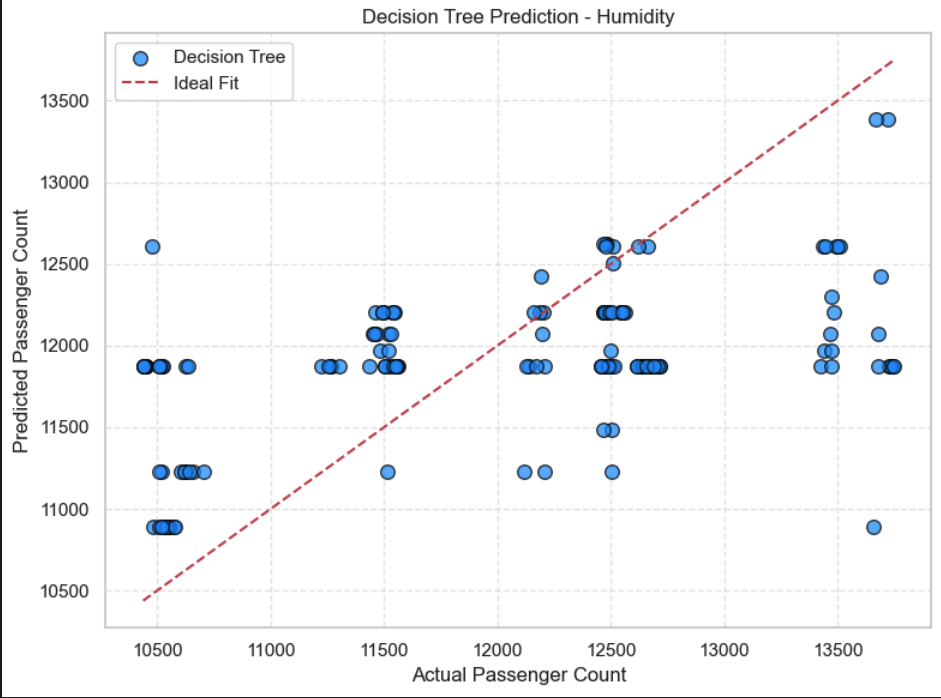 Decision Tree Prediction - Humidity
Decision Tree
Ideal Fit
Predicted Passenger Count
13500
13000
12500
12000
11500
11000
10500
10500 11000 11500 12000 12500 13000 13500
Actual Passenger Count